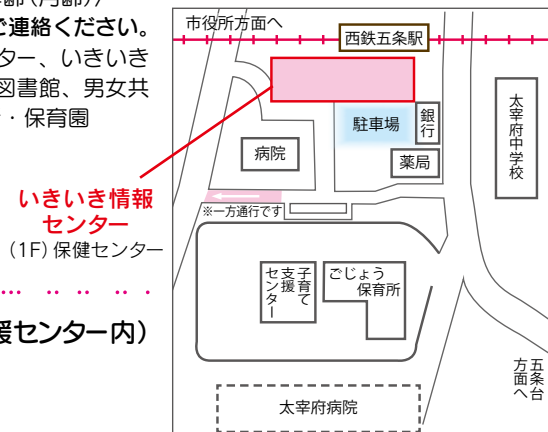 ご連絡ください。
ター、いきいき
図書館、男女共
・保育園
いきいき情報
センター
(1F) 保健センター
援センター内）
市役所方面へ
西鉄五条駅
駐車場
銀行
薬局
病院
太宰府中学校
※一方通行です
子育て
支援
センター
ごじょう
保育所
五条台
方面へ
太宰府病院